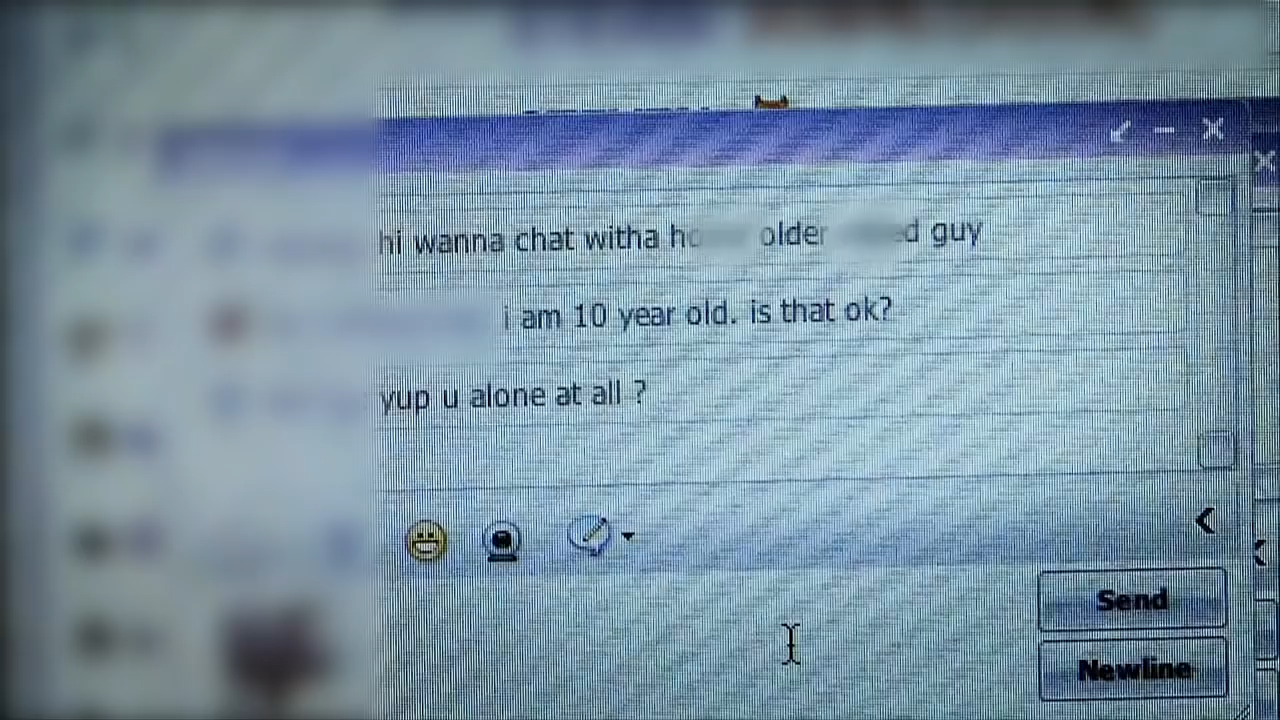 hi wanna chat witha older guy
i am 10 year old. is that ok?
yup u alone at all ?
Send
Newline